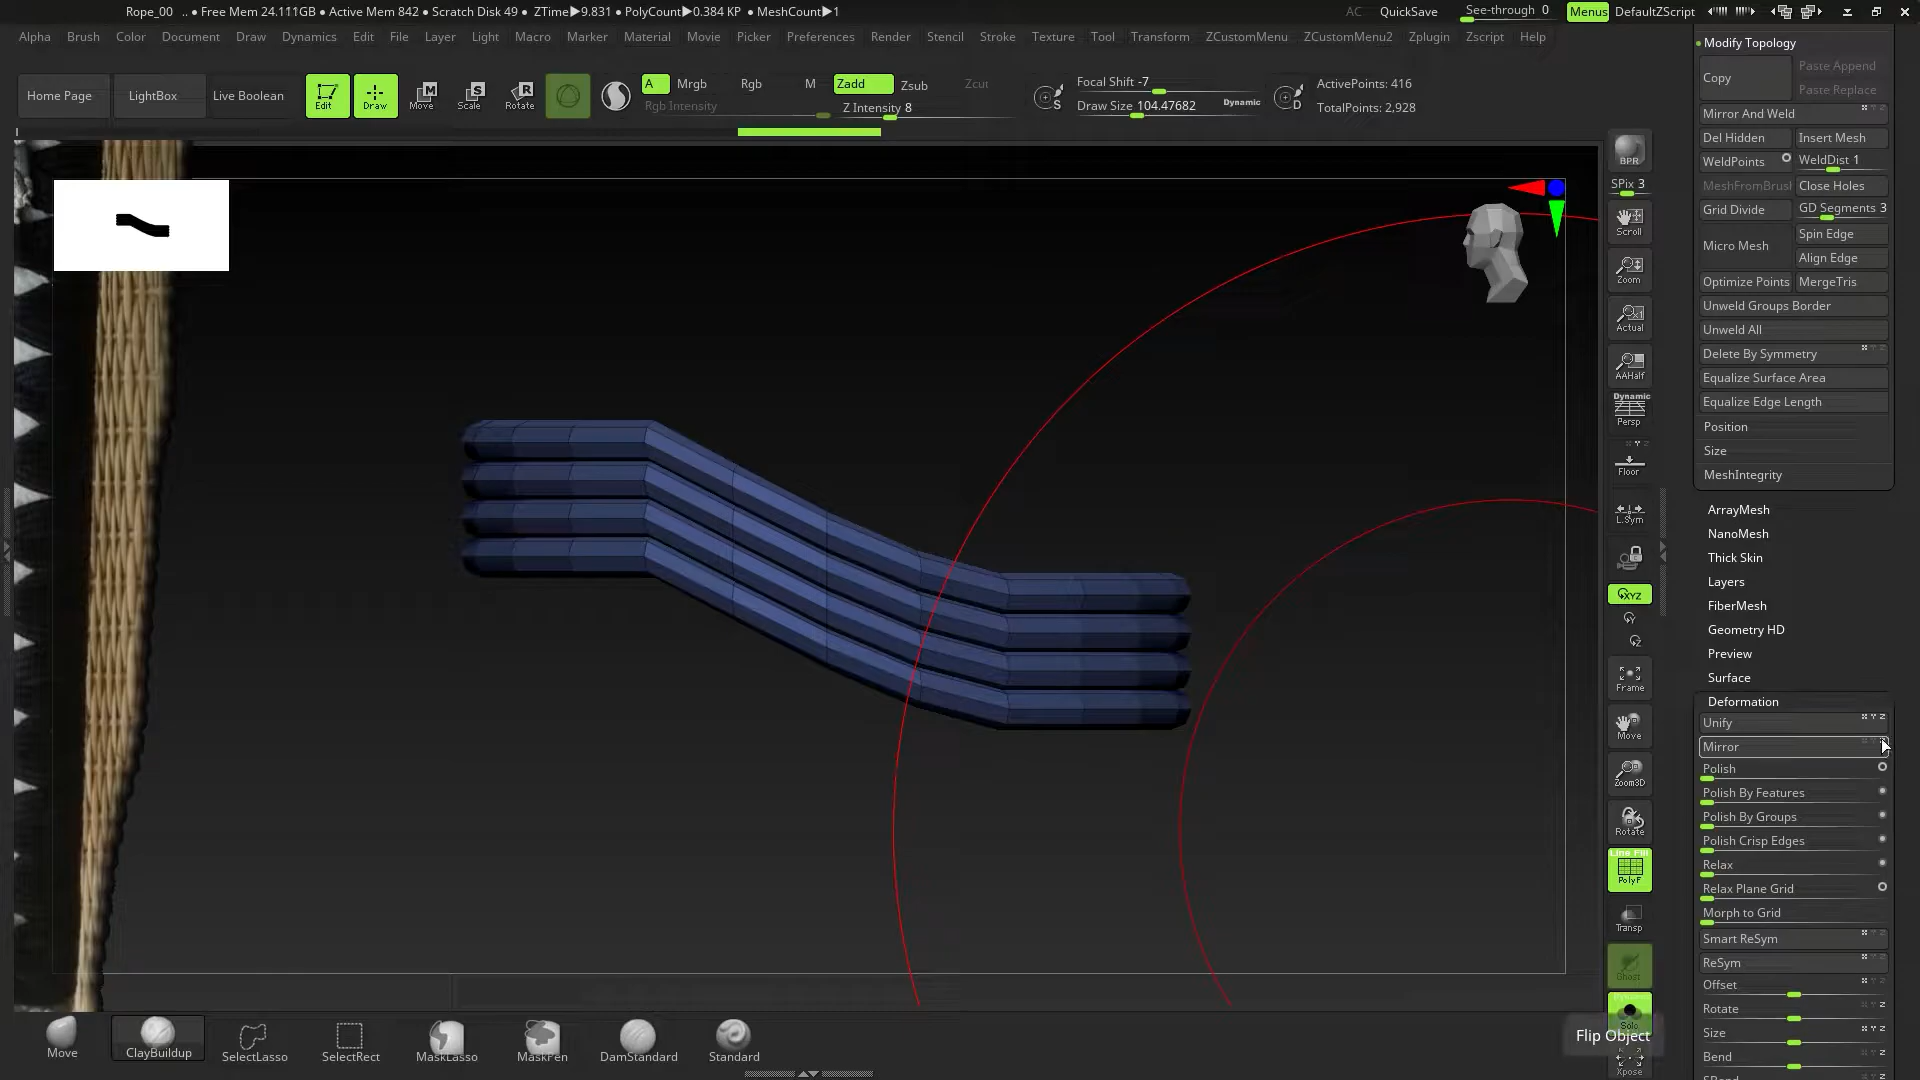 Rope_00 .. ● Free Mem 24.111GB ● Active Mem 842 ● Scratch Disk 49 ● ZTime▶9.831 ● PolyCount▶0.384 KP ● MeshCount▶1
AC QuickSave See-through 0 Menus DefaultZScript
Alpha Brush Color Document Draw Dynamics Edit File Layer Light Macro Marker Material Movie Picker Preferences Render Stencil Stroke Texture Tool Transform ZCustomMenu ZCustomMenu2 Zplugin Zscript Help
Home Page LightBox Live Boolean Edit Draw Move Scale Rotate
A Mrgb Rgb M Zadd Zsub Zcut
Rgb Intensity Z Intensity 8
Focal Shift -7
Draw Size 104.47682 Dynamic
ActivePoints: 416
TotalPoints: 2,928
S
D
BPR
SPix 3
Scroll
Zoom
Actual
AAHalf
Dynamic
Persp
Floor
L.Sym
XYZ
Y
Z
Frame
Move
Zoom3D
Rotate
Line Fill
PolyF
Transp
Ghost
Solo
Xpose
Flip Object
Modify Topology
Copy Paste Append
Paste Replace
Mirror And Weld
Del Hidden Insert Mesh
WeldPoints WeldDist 1
MeshFromBrush Close Holes
Grid Divide GD Segments 3
Micro Mesh Spin Edge
Align Edge
Optimize Points MergeTris
Unweld Groups Border
Unweld All
Delete By Symmetry
Equalize Surface Area
Equalize Edge Length
Position
Size
MeshIntegrity
ArrayMesh
NanoMesh
Thick Skin
Layers
FiberMesh
Geometry HD
Preview
Surface
Deformation
Unify
Mirror
Polish
Polish By Features
Polish By Groups
Polish Crisp Edges
Relax
Relax Plane Grid
Morph to Grid
Smart ReSym
ReSym
Offset
Rotate
Size
Bend
Move ClayBuildup SelectLasso SelectRect MaskLasso MaskPen DamStandard Standard